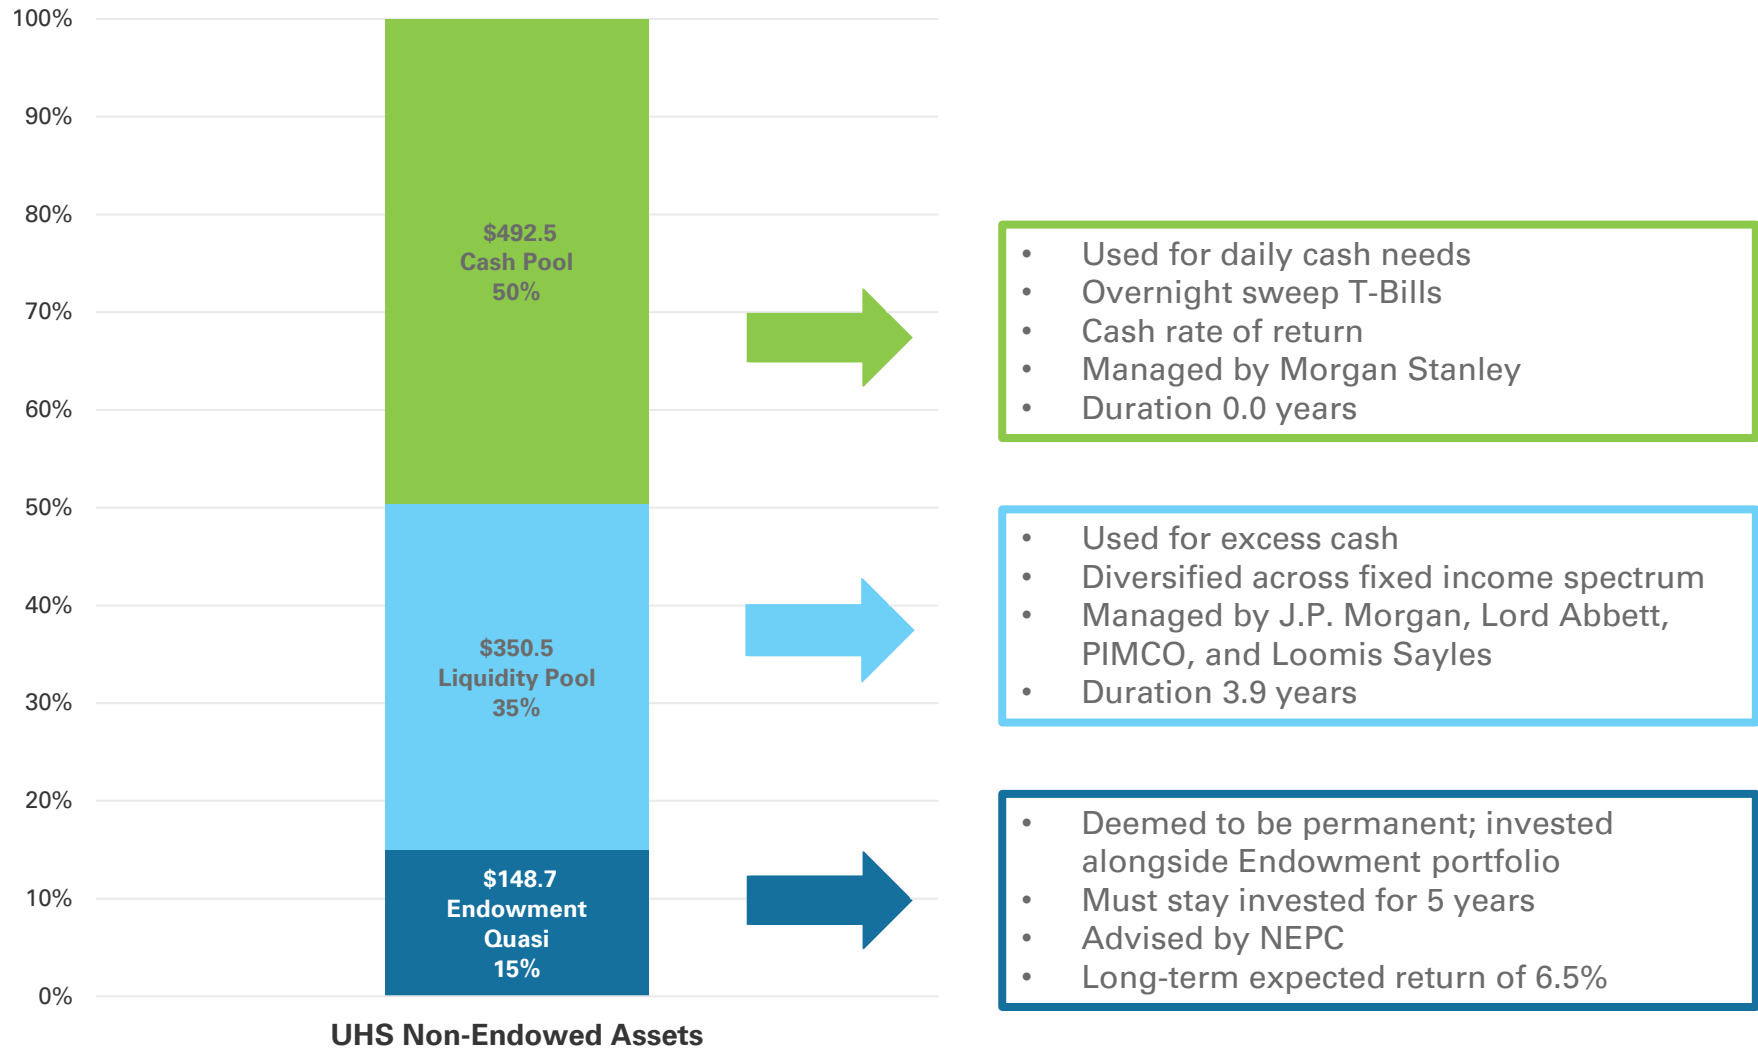 100%
90%
80%
70%
60%
50%
40%
30%
20%
10%
0%
$492.5
Cash Pool
50%
$350.5
Liquidity Pool
35%
$148.7
Endowment
Quasi
15%
UHS Non-Endowed Assets
• Used for daily cash needs
• Overnight sweep T-Bills
• Cash rate of return
• Managed by Morgan Stanley
• Duration 0.0 years
• Used for excess cash
• Diversified across fixed income spectrum
• Managed by J.P. Morgan, Lord Abbett,
PIMCO, and Loomis Sayles
• Duration 3.9 years
• Deemed to be permanent; invested
alongside Endowment portfolio
• Must stay invested for 5 years
• Advised by NEPC
• Long-term expected return of 6.5%